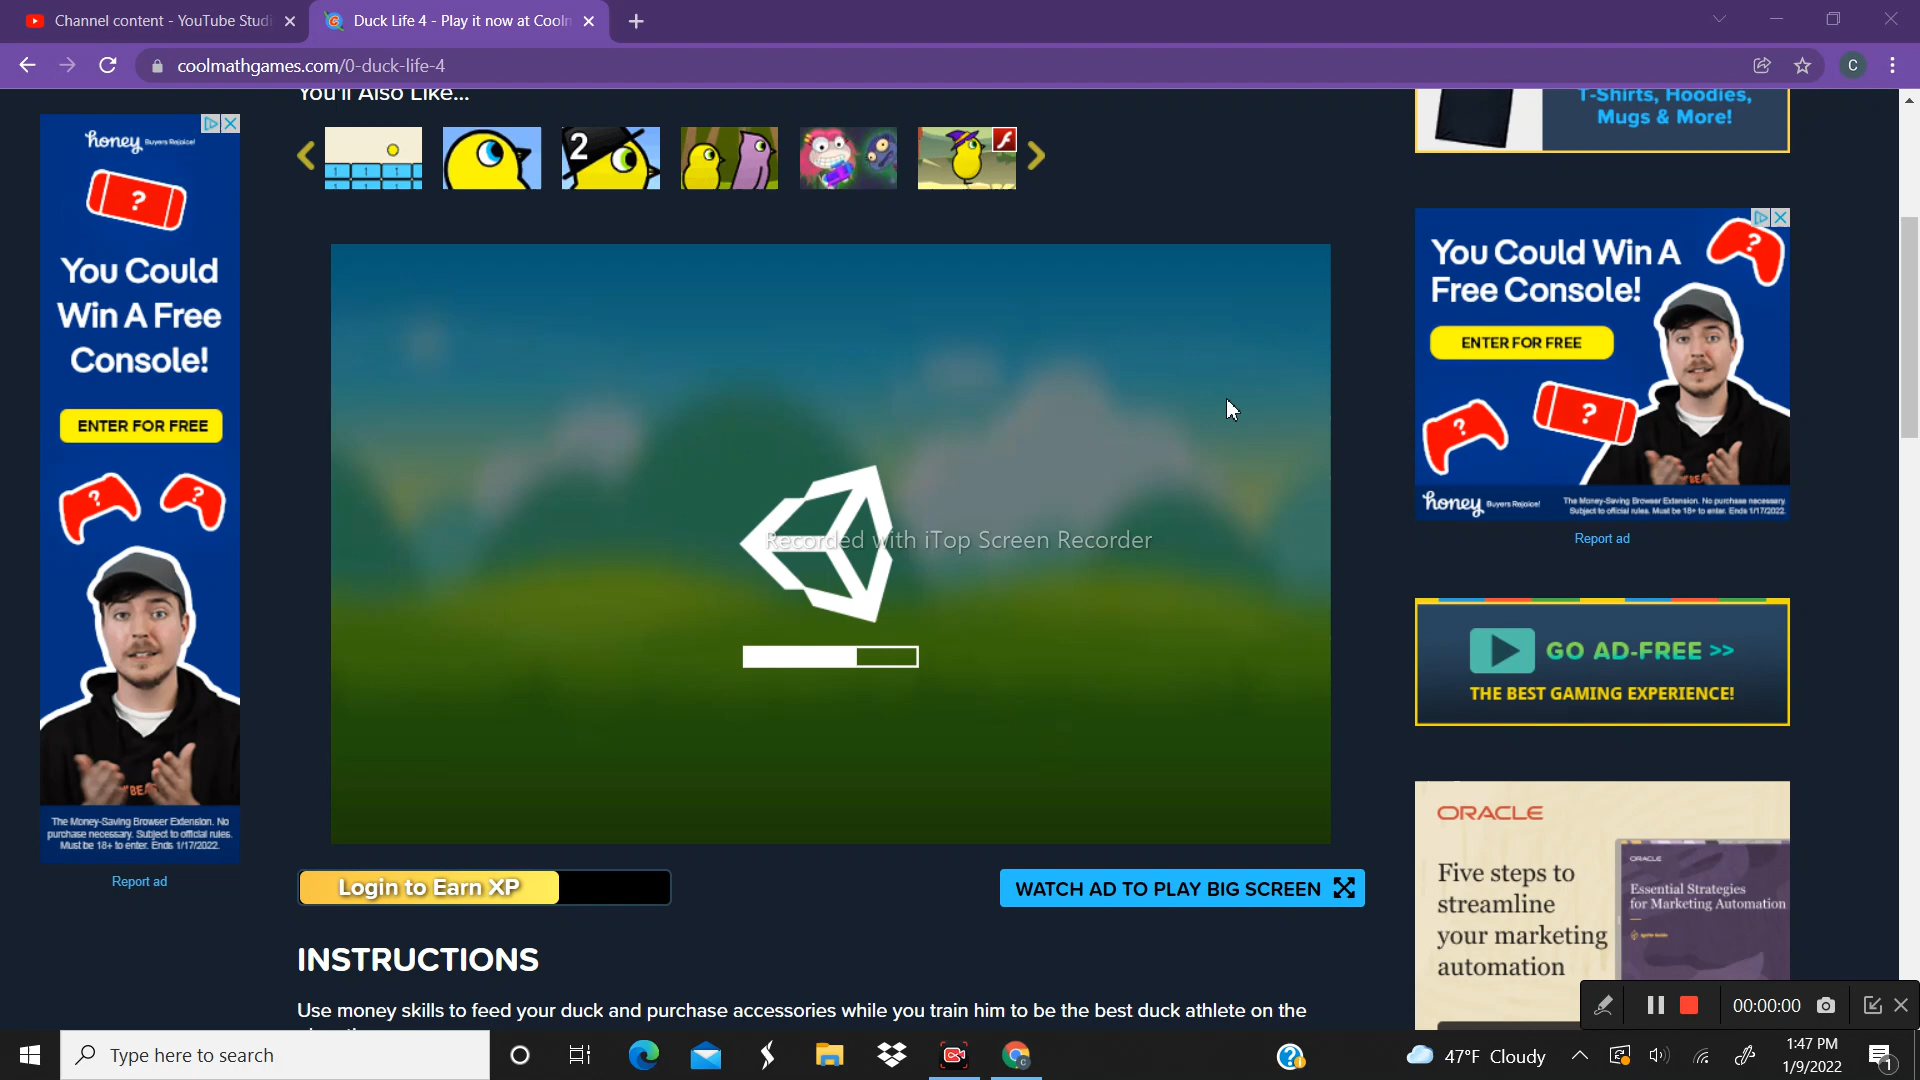 Channel content - YouTube Studi
Duck Life 4 - Play it now at Coolm
coolmathgames.com/0-duck-life-4
C
You'll Also Like...
2
T-Shirts, Hoodies,
Mugs & More!
honey Buyers Rejoice!
?
You Could
Win A Free
Console!
ENTER FOR FREE
?
?
The Money-Saving Browser Extension. No
purchase necessary. Subject to official rules.
Must be 18+ to enter. Ends 1/17/2022.
Report ad
Recorded with iTop Screen Recorder
You Could Win A
Free Console!
ENTER FOR FREE
?
?
?
honey Buyers Rejoice!
The Money-Saving Browser Extension. No purchase necessary.
Subject to official rules. Must be 18+ to enter. Ends 1/17/2022.
Report ad
GO AD-FREE >>
THE BEST GAMING EXPERIENCE!
ORACLE
Five steps to
streamline
your marketing
automation
ORACLE
Essential Strategies
for Marketing Automation
Login to Earn XP
WATCH AD TO PLAY BIG SCREEN
INSTRUCTIONS
Use money skills to feed your duck and purchase accessories while you train him to be the best duck athlete on the
00:00:00
Type here to search
47°F Cloudy
1:47 PM
1/9/2022
1